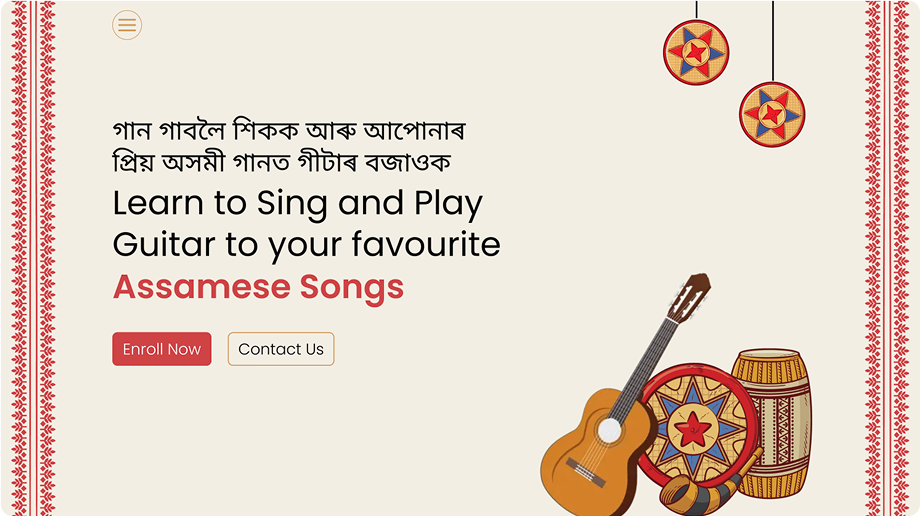 গান গাবলৈ শিকক আৰু আপোনাৰ
প্ৰিয় অসমী গানত গীটাৰ বজাওক
Learn to Sing and Play
Guitar to your favourite
Assamese Songs
Enroll Now
Contact Us